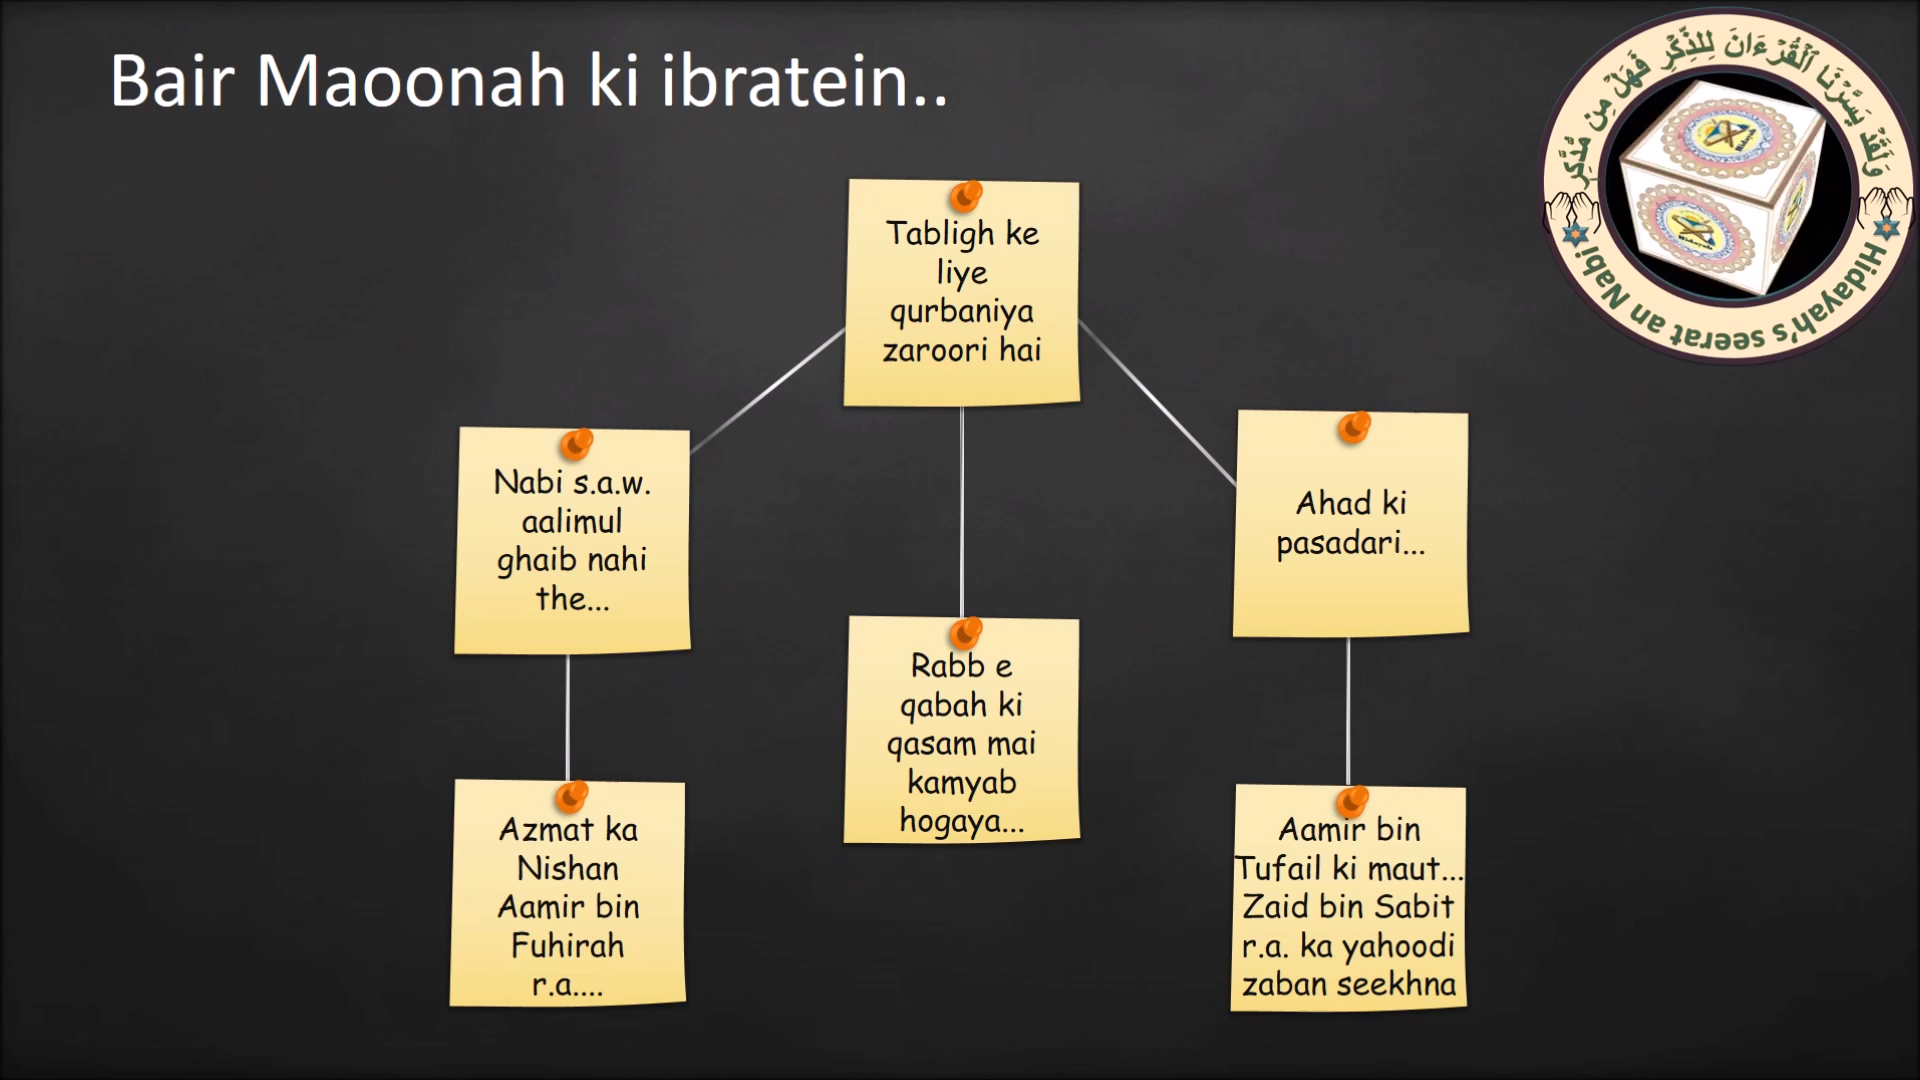 Bair Maoonah ki ibratein..
وَلَقَدْ يَسَّرْنَا ٱلْقُرْءَانَ لِلذِّكْرِ فَهَلْ مِن مُّدَّكِرٍ
Hidayah's seerat an Nabi
Tabligh ke
liye
qurbaniya
zaroori hai
Nabi s.a.w.
aalimul
ghaib nahi
the...
Ahad ki
pasadari...
Rabb e
qabah ki
qasam mai
kamyab
hogaya...
Azmat ka
Nishan
Aamir bin
Fuhirah
r.a....
Aamir bin
Tufail ki maut...
Zaid bin Sabit
r.a. ka yahoodi
zaban seekhna